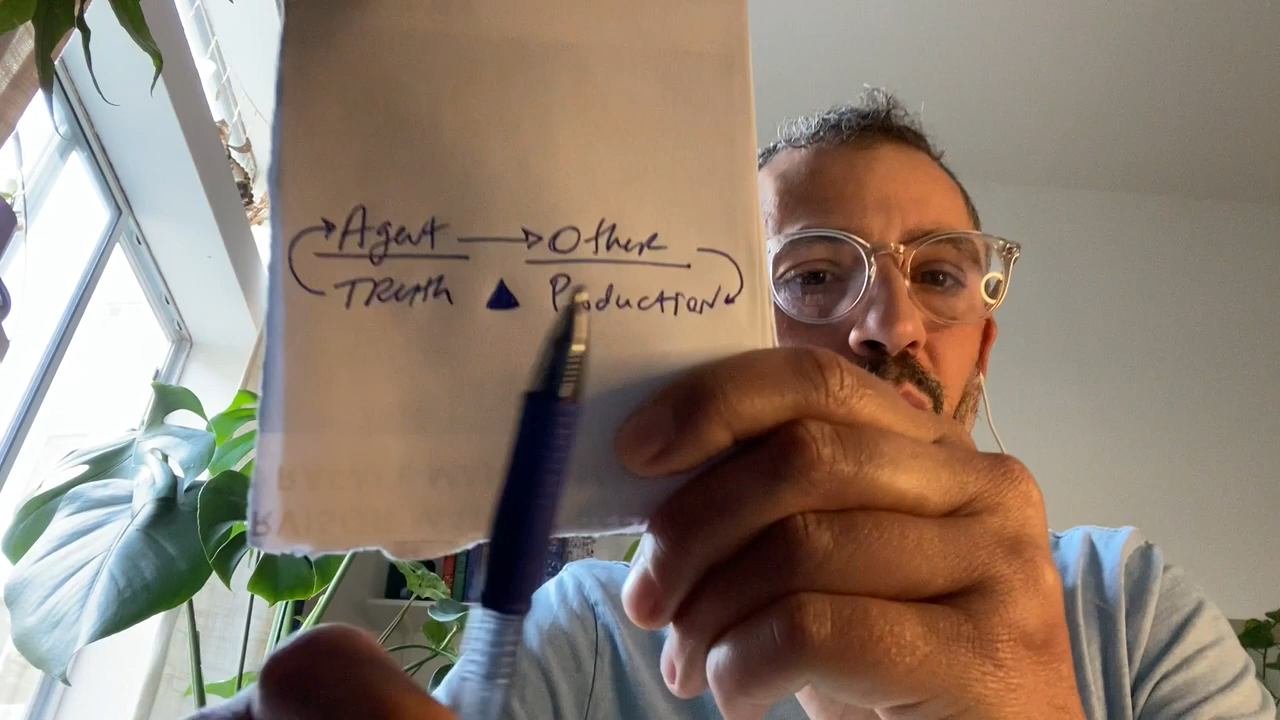 Agent → Other
Truth ▲ Production